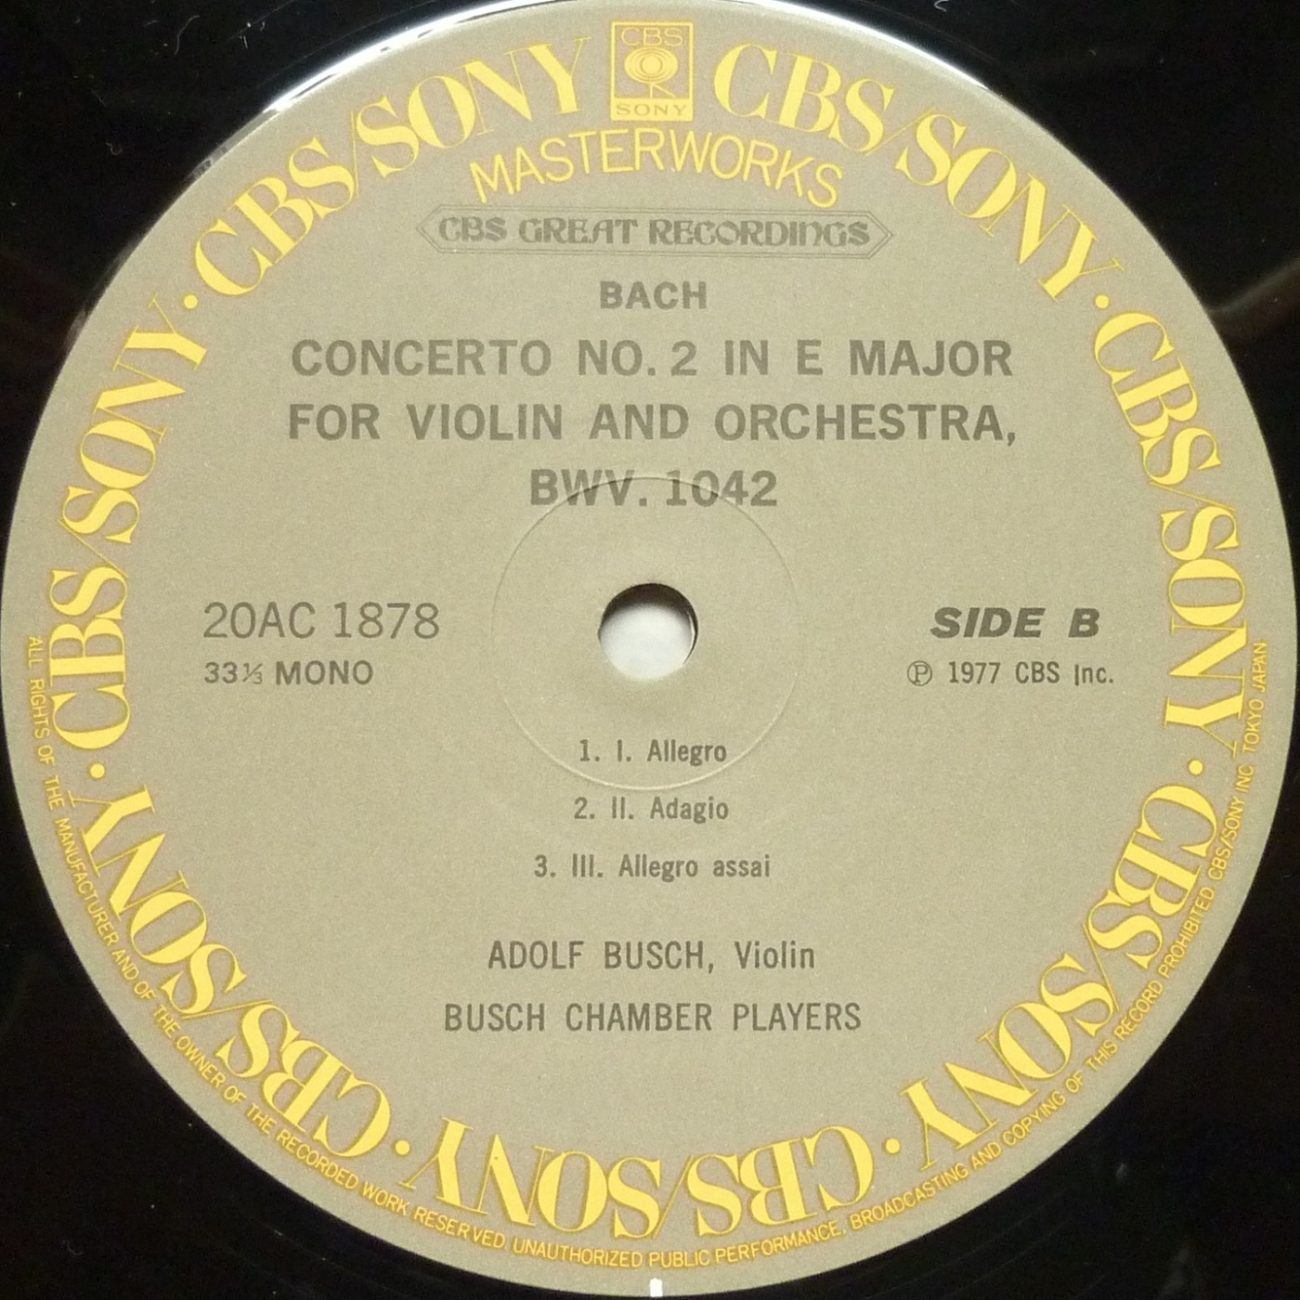 CBS
SONY
CBS/SONY · CBS/SONY · CBS/SONY · CBS/SONY · CBS/SONY · CBS/SONY · CBS/SONY · CBS/SONY
MASTERWORKS
CBS GREAT RECORDINGS
BACH
CONCERTO NO. 2 IN E MAJOR
FOR VIOLIN AND ORCHESTRA,
BWV. 1042
20AC 1878
33⅓ MONO
SIDE B
Ⓟ 1977 CBS Inc.
1. I. Allegro
2. II. Adagio
3. III. Allegro assai
ADOLF BUSCH, Violin
BUSCH CHAMBER PLAYERS
ALL RIGHTS OF THE MANUFACTURER AND OF THE OWNER OF THE RECORDED WORK RESERVED. UNAUTHORIZED PUBLIC PERFORMANCE, BROADCASTING AND COPYING OF THIS RECORD PROHIBITED CBS/SONY INC TOKYO JAPAN